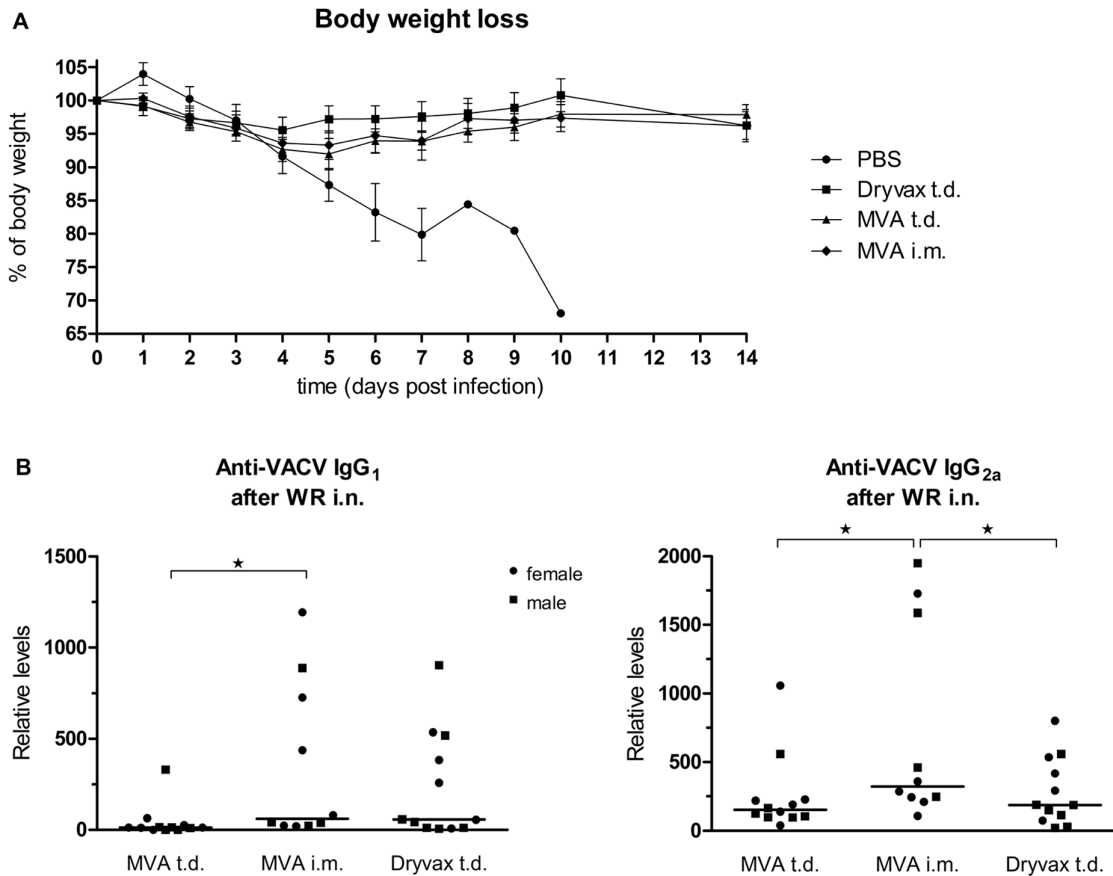 A
Body weight loss
% of body weight
105
100
95
90
85
80
75
70
65
0 1 2 3 4 5 6 7 8 9 10 11 12 13 14
time (days post infection)
PBS
Dryvax t.d.
MVA t.d.
MVA i.m.
B
Anti-VACV IgG1
after WR i.n.
Relative levels
1500
1000
500
0
★
MVA t.d. MVA i.m. Dryvax t.d.
female
male
Anti-VACV IgG2a
after WR i.n.
Relative levels
2000
1500
1000
500
0
★ ★
MVA t.d. MVA i.m. Dryvax t.d.